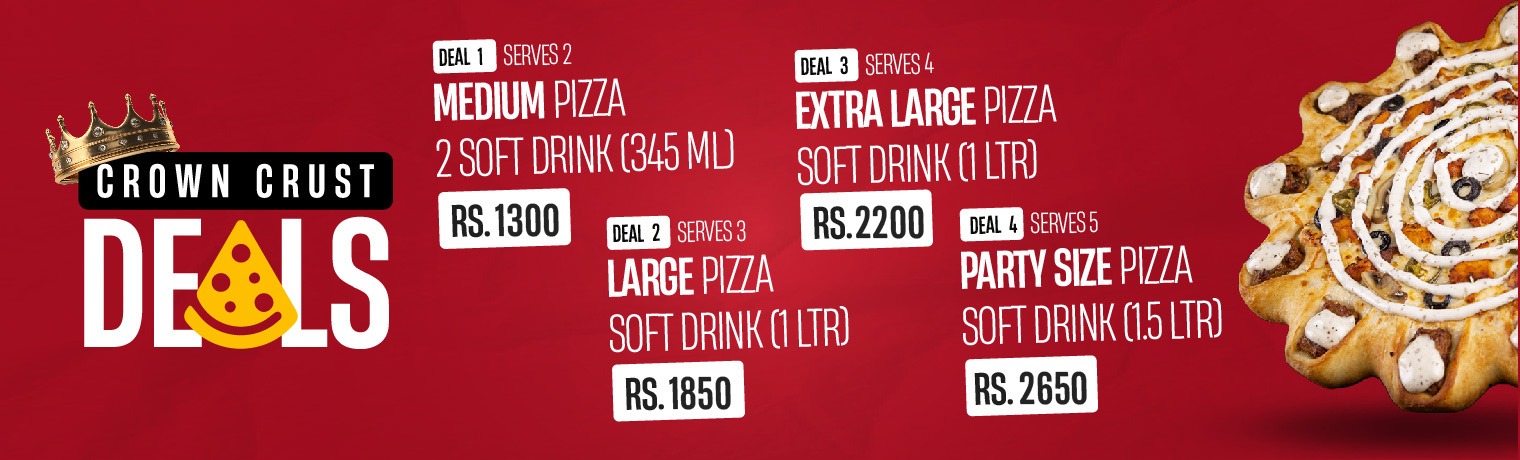 CROWN CRUST
DEALS
DEAL 1 SERVES 2
MEDIUM PIZZA
2 SOFT DRINK (345 ML)
RS. 1300
DEAL 2 SERVES 3
LARGE PIZZA
SOFT DRINK (1 LTR)
RS. 1850
DEAL 3 SERVES 4
EXTRA LARGE PIZZA
SOFT DRINK (1 LTR)
RS. 2200
DEAL 4 SERVES 5
PARTY SIZE PIZZA
SOFT DRINK (1.5 LTR)
RS. 2650